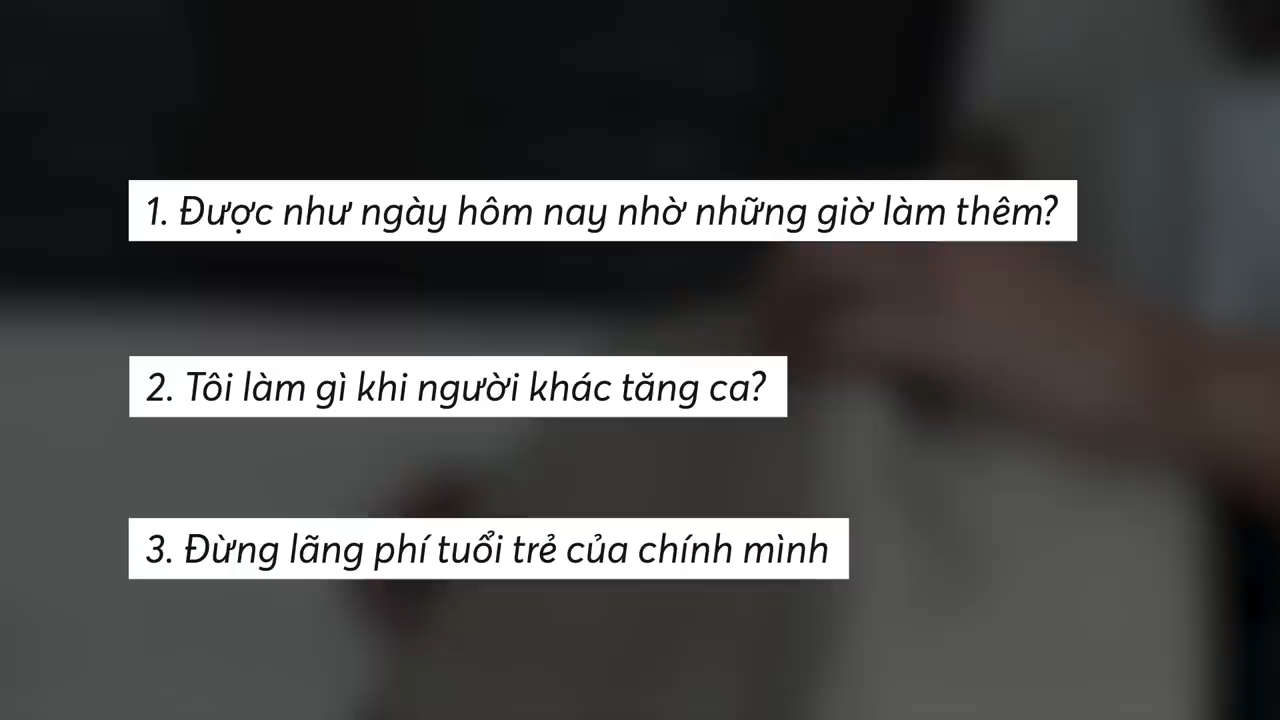 1. Được như ngày hôm nay nhờ những giờ làm thêm?
2. Tôi làm gì khi người khác tăng ca?
3. Đừng lãng phí tuổi trẻ của chính mình